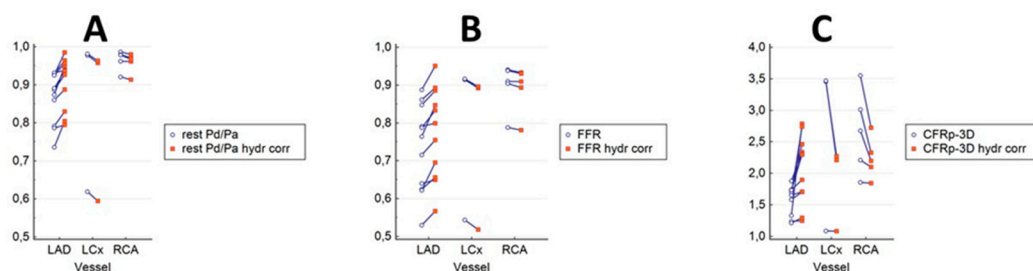 A
1,0
0,9
0,8
0,7
0,6
0,5
LAD LCx RCA
Vessel
rest Pd/Pa
rest Pd/Pa hydr corr
B
1,0
0,9
0,8
0,7
0,6
0,5
LAD LCx RCA
Vessel
FFR
FFR hydr corr
C
4,0
3,5
3,0
2,5
2,0
1,5
1,0
LAD LCx RCA
Vessel
CFRp-3D
CFRp-3D hydr corr